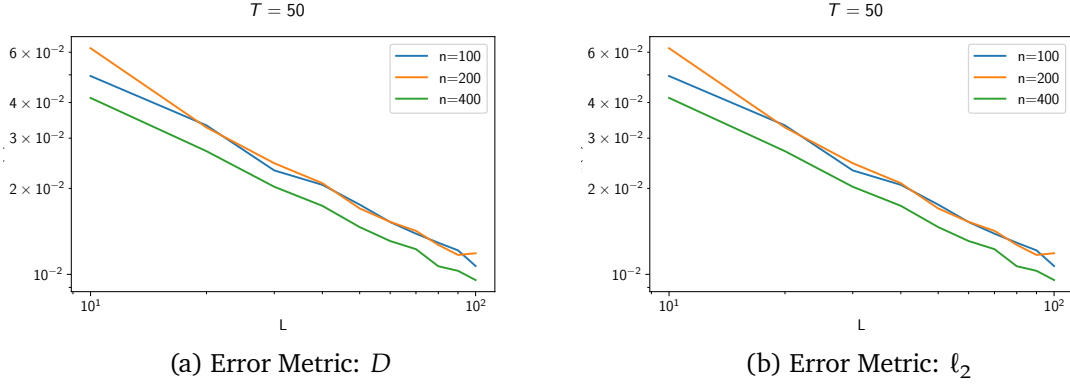 T = 50
6 × 10⁻²
4 × 10⁻²
3 × 10⁻²
2 × 10⁻²
10⁻²
n=100
n=200
n=400
10¹
10²
L
(a) Error Metric: D
T = 50
6 × 10⁻²
4 × 10⁻²
3 × 10⁻²
2 × 10⁻²
10⁻²
n=100
n=200
n=400
10¹
10²
L
(b) Error Metric: ℓ₂